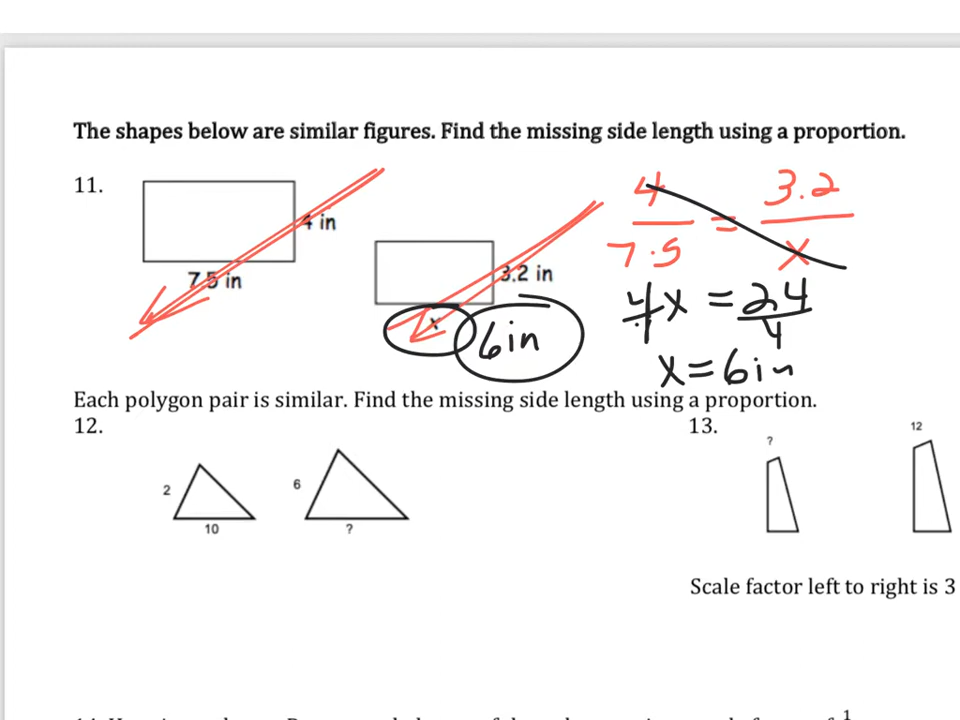 The shapes below are similar figures. Find the missing side length using a proportion.
11.
4 in
7.5 in
3.2 in
x
6in
4/7.5 = 3.2/x
4x = 24
4 4
x = 6in
Each polygon pair is similar. Find the missing side length using a proportion.
12.
2
10
6
?
13.
?
12
Scale factor left to right is 3